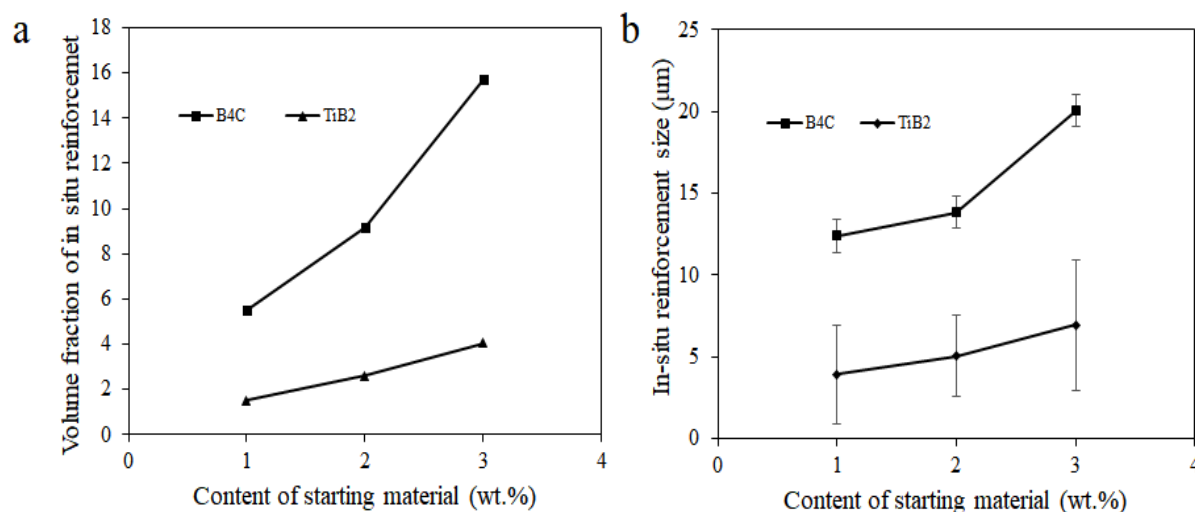 a
Volume fraction of in situ reinforcemet
18
16
14
12
10
8
6
4
2
0
B4C
TiB2
0
1
2
3
4
Content of starting material (wt.%)
b
In-situ reinforcement size (µm)
25
20
15
10
5
0
B4C
TiB2
0
1
2
3
4
Content of starting material (wt.%)